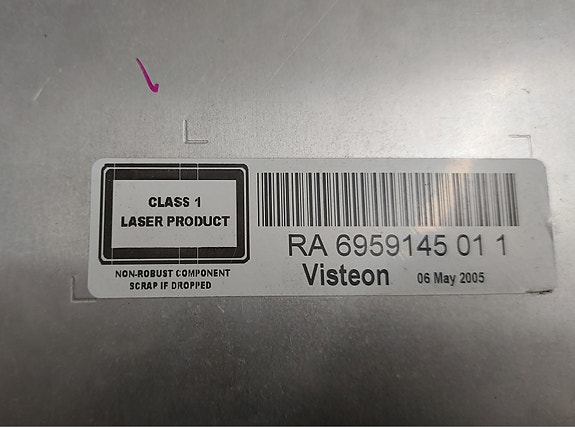 CLASS 1
LASER PRODUCT
NON-ROBUST COMPONENT
SCRAP IF DROPPED
RA 6959145 01 1
Visteon 06 May 2005